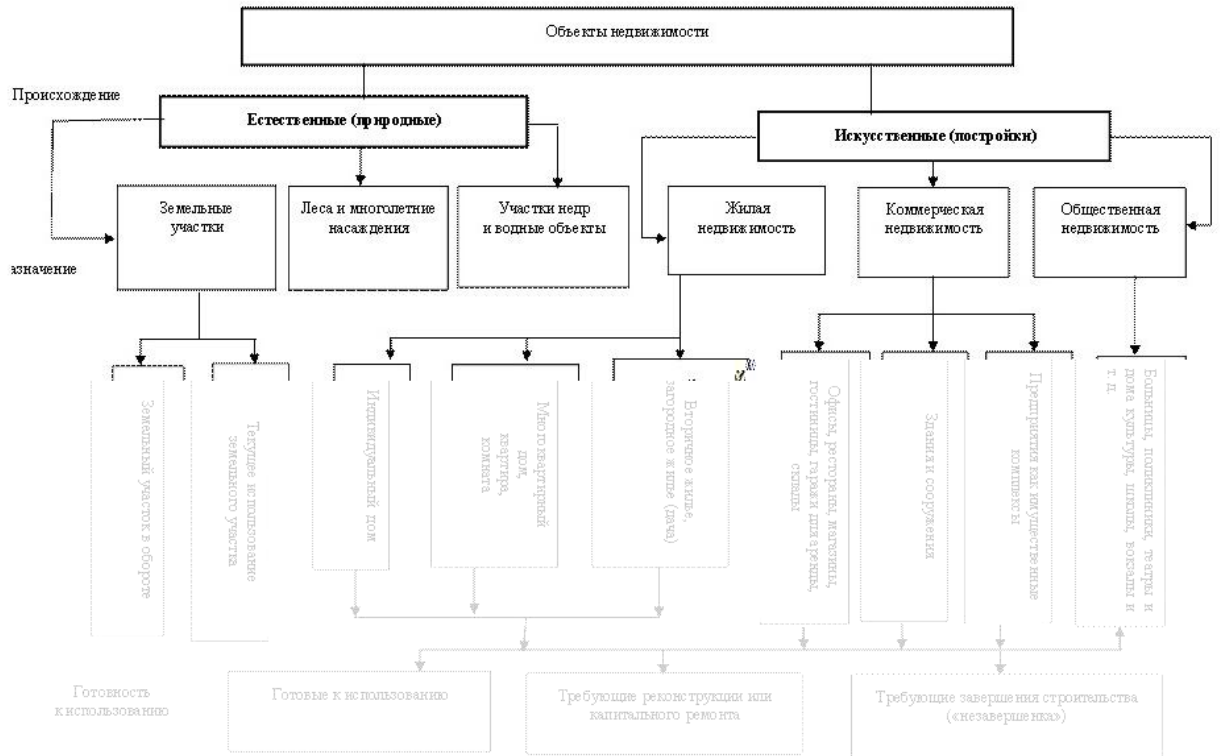 Объекты недвижимости
Происхождение
Естественные (природные)
Искусственные (постройки)
Земельные
участки
Леса и многолетние
насаждения
Участки недр
и водные объекты
Жилая
недвижимость
Коммерческая
недвижимость
Общественная
недвижимость
азначение
Земельный участок в обороте
Текущее использование
земельного участка
Индивидуальный дом
Многоквартирный
дом,
квартира,
комната
Вторичное жилье,
загородное жилье (дача)
Офисы, рестораны, магазины,
гостиницы, гаражи для аренды,
склады
Здания и сооружения
Предприятия как имущественные
комплексы
Больницы, поликлиники, театры и
дома культуры, школы, вокзалы и
т. д.
Готовность
к использованию
Готовые к использованию
Требующие реконструкции или
капитального ремонта
Требующие завершения строительства
(«незавершенка»)